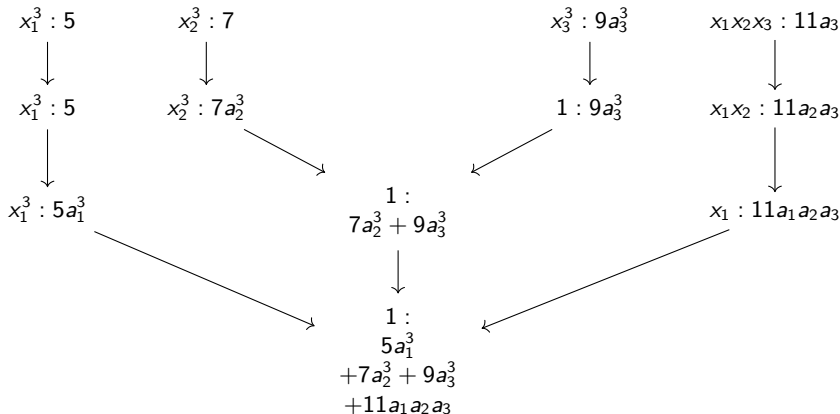 x₁³ : 5 x₂³ : 7 x₃³ : 9a₃³ x₁x₂x₃ : 11a₃
x₁³ : 5 x₂³ : 7a₂³ 1 : 9a₃³ x₁x₂ : 11a₂a₃
x₁³ : 5a₁³ 1 : x₁ : 11a₁a₂a₃
7a₂³ + 9a₃³
1 :
5a₁³
+7a₂³ + 9a₃³
+11a₁a₂a₃